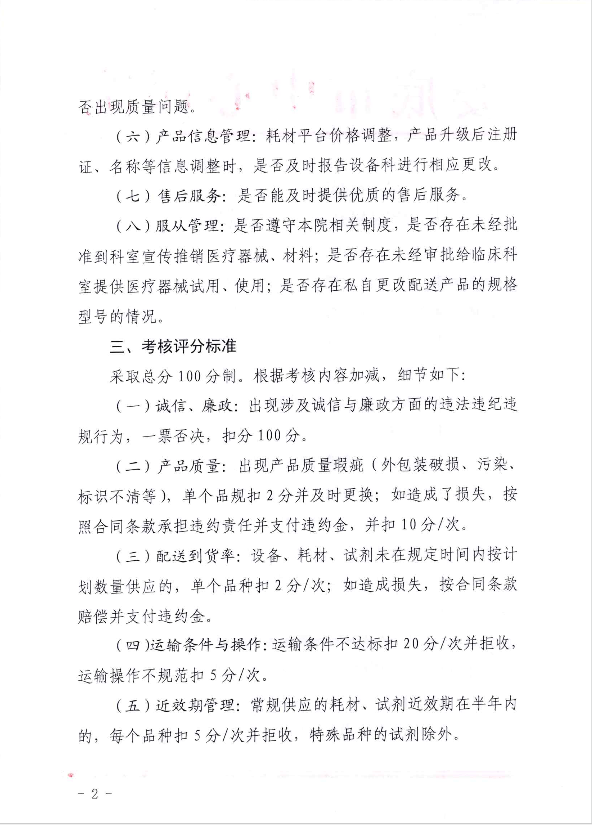 否出现质量问题。
（六）产品信息管理：耗材平台价格调整，产品升级后注册
证、名称等信息调整时，是否及时报告设备科进行相应更改。
（七）售后服务：是否能及时提供优质的售后服务。
（八）服从管理：是否遵守本院相关制度，是否存在未经批
准到科室宣传推销医疗器械、材料；是否存在未经审批给临床科
室提供医疗器械试用、使用；是否存在私自更改配送产品的规格
型号的情况。
三、考核评分标准
采取总分 100 分制。根据考核内容加减，细节如下：
（一）诚信、廉政：出现涉及诚信与廉政方面的违法违纪违
规行为，一票否决，扣分 100 分。
（二）产品质量：出现产品质量瑕疵（外包装破损、污染、
标识不清等），单个品规扣 2 分并及时更换；如造成了损失，按
照合同条款承担违约责任并支付违约金，并扣 10 分/次。
（三）配送到货率：设备、耗材、试剂未在规定时间内按计
划数量供应的，单个品种扣 2 分/次；如造成损失，按合同条款
赔偿并支付违约金。
（四）运输条件与操作：运输条件不达标扣 20 分/次并拒收，
运输操作不规范扣 5 分/次。
（五）近效期管理：常规供应的耗材、试剂近效期在半年内
的，每个品种扣 5 分/次并拒收，特殊品种的试剂除外。
- 2 -